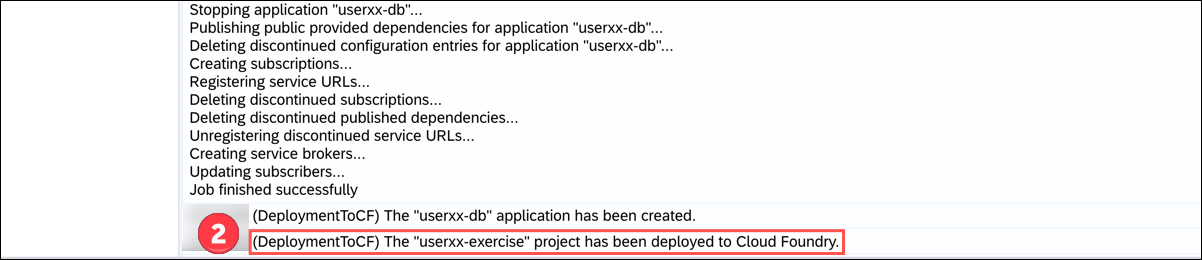 Stopping application "userxx-db"...
Publishing public provided dependencies for application "userxx-db"...
Deleting discontinued configuration entries for application "userxx-db"...
Creating subscriptions...
Registering service URLs...
Deleting discontinued subscriptions...
Deleting discontinued published dependencies...
Unregistering discontinued service URLs...
Creating service brokers...
Updating subscribers...
Job finished successfully
(DeploymentToCF) The "userxx-db" application has been created.
2
(DeploymentToCF) The "userxx-exercise" project has been deployed to Cloud Foundry.